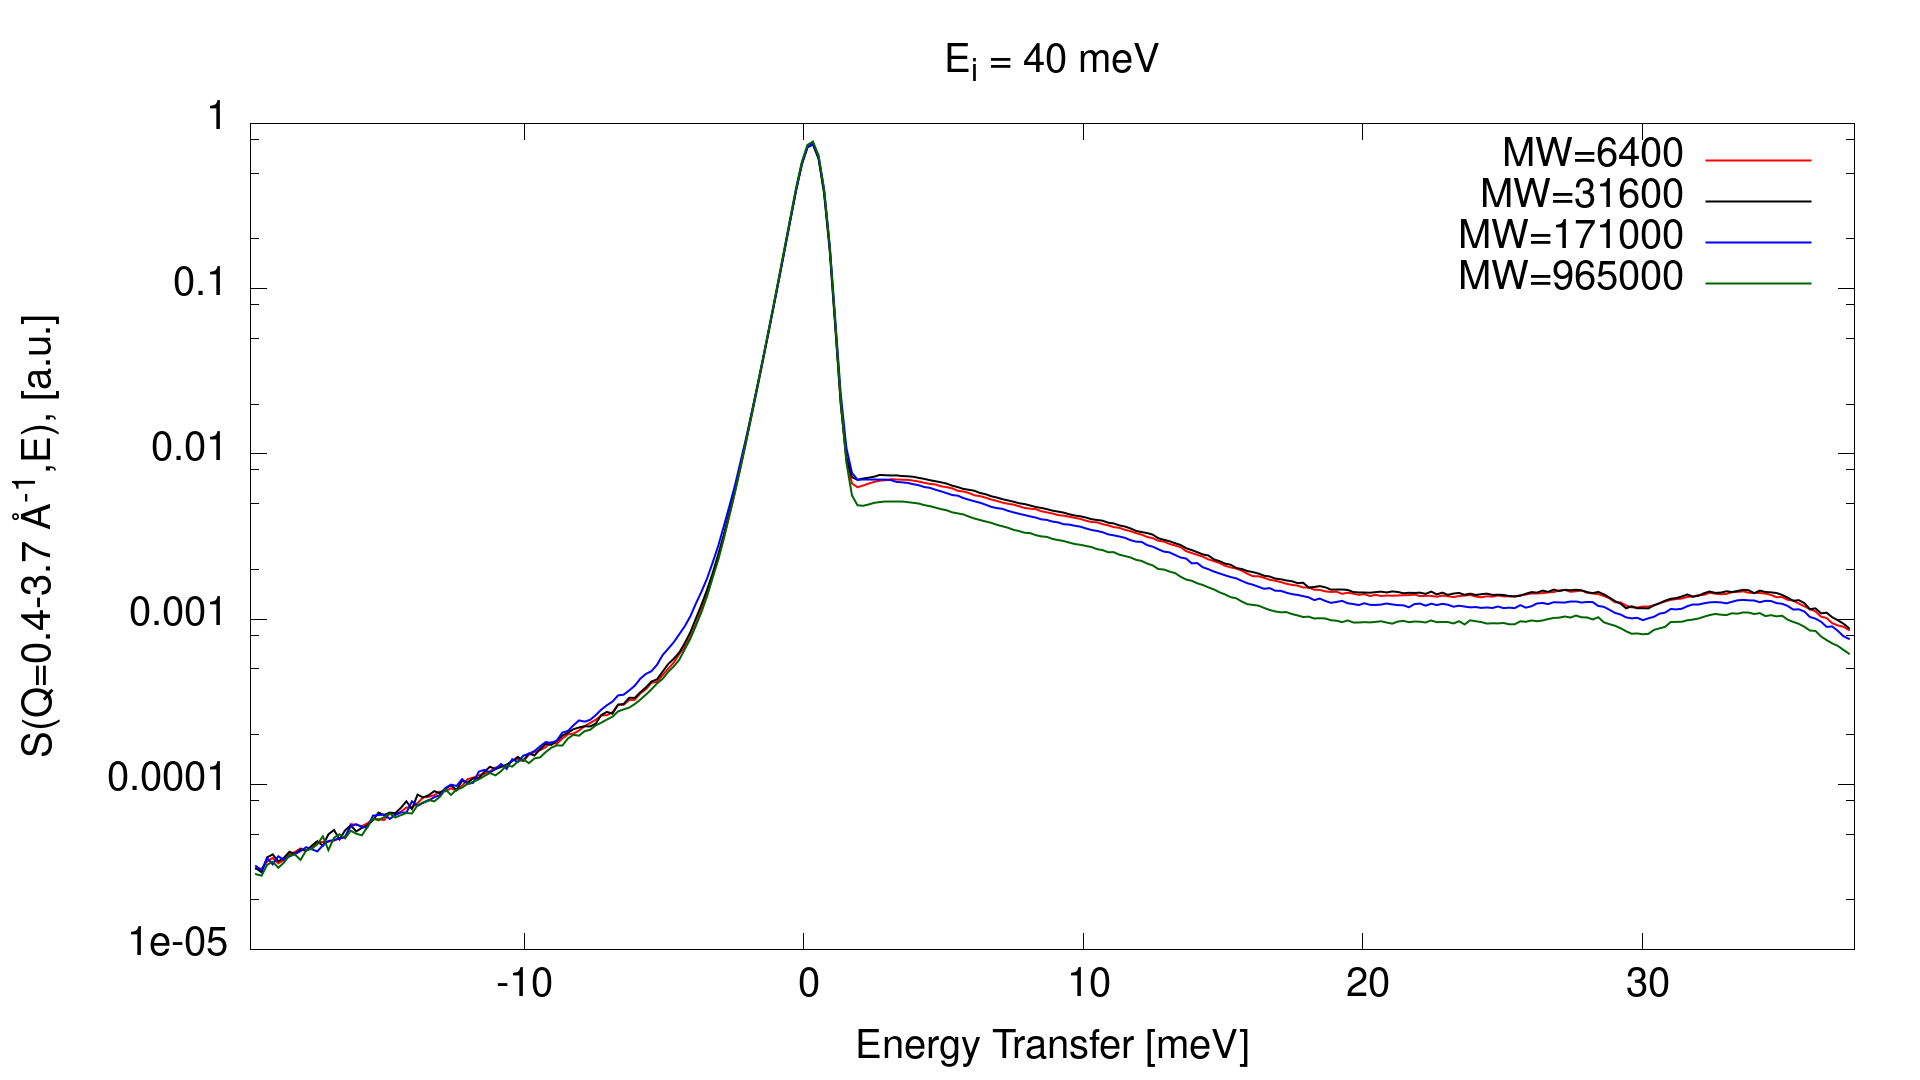 Ei = 40 meV
MW=6400
MW=31600
MW=171000
MW=965000
S(Q=0.4-3.7 Å-1,E), [a.u.]
1
0.1
0.01
0.001
0.0001
1e-05
-10 0 10 20 30
Energy Transfer [meV]